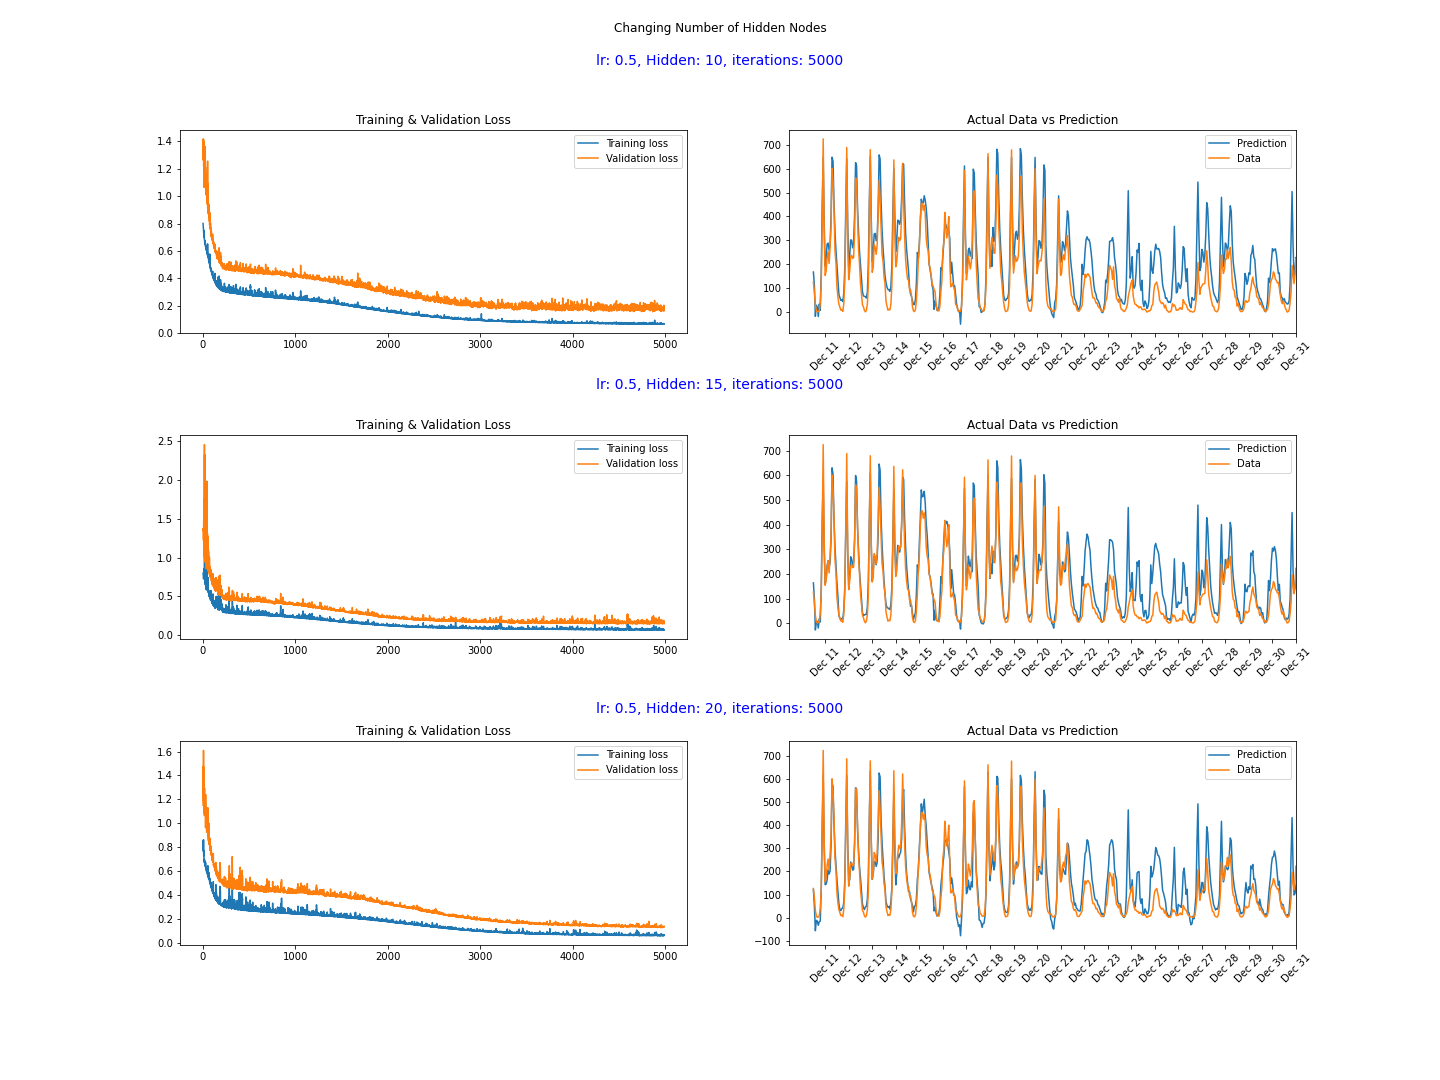 Changing Number of Hidden Nodes
lr: 0.5, Hidden: 10, iterations: 5000
Training & Validation Loss
Training loss
Validation loss
1.4
1.2
1.0
0.8
0.6
0.4
0.2
0.0
0 1000 2000 3000 4000 5000
Actual Data vs Prediction
Prediction
Data
700
600
500
400
300
200
100
0
Dec 11 Dec 12 Dec 13 Dec 14 Dec 15 Dec 16 Dec 17 Dec 18 Dec 19 Dec 20 Dec 21 Dec 22 Dec 23 Dec 24 Dec 25 Dec 26 Dec 27 Dec 28 Dec 29 Dec 30 Dec 31
lr: 0.5, Hidden: 15, iterations: 5000
Training & Validation Loss
Training loss
Validation loss
2.5
2.0
1.5
1.0
0.5
0.0
0 1000 2000 3000 4000 5000
Actual Data vs Prediction
Prediction
Data
700
600
500
400
300
200
100
0
Dec 11 Dec 12 Dec 13 Dec 14 Dec 15 Dec 16 Dec 17 Dec 18 Dec 19 Dec 20 Dec 21 Dec 22 Dec 23 Dec 24 Dec 25 Dec 26 Dec 27 Dec 28 Dec 29 Dec 30 Dec 31
lr: 0.5, Hidden: 20, iterations: 5000
Training & Validation Loss
Training loss
Validation loss
1.6
1.4
1.2
1.0
0.8
0.6
0.4
0.2
0.0
0 1000 2000 3000 4000 5000
Actual Data vs Prediction
Prediction
Data
700
600
500
400
300
200
100
0
−100
Dec 11 Dec 12 Dec 13 Dec 14 Dec 15 Dec 16 Dec 17 Dec 18 Dec 19 Dec 20 Dec 21 Dec 22 Dec 23 Dec 24 Dec 25 Dec 26 Dec 27 Dec 28 Dec 29 Dec 30 Dec 31